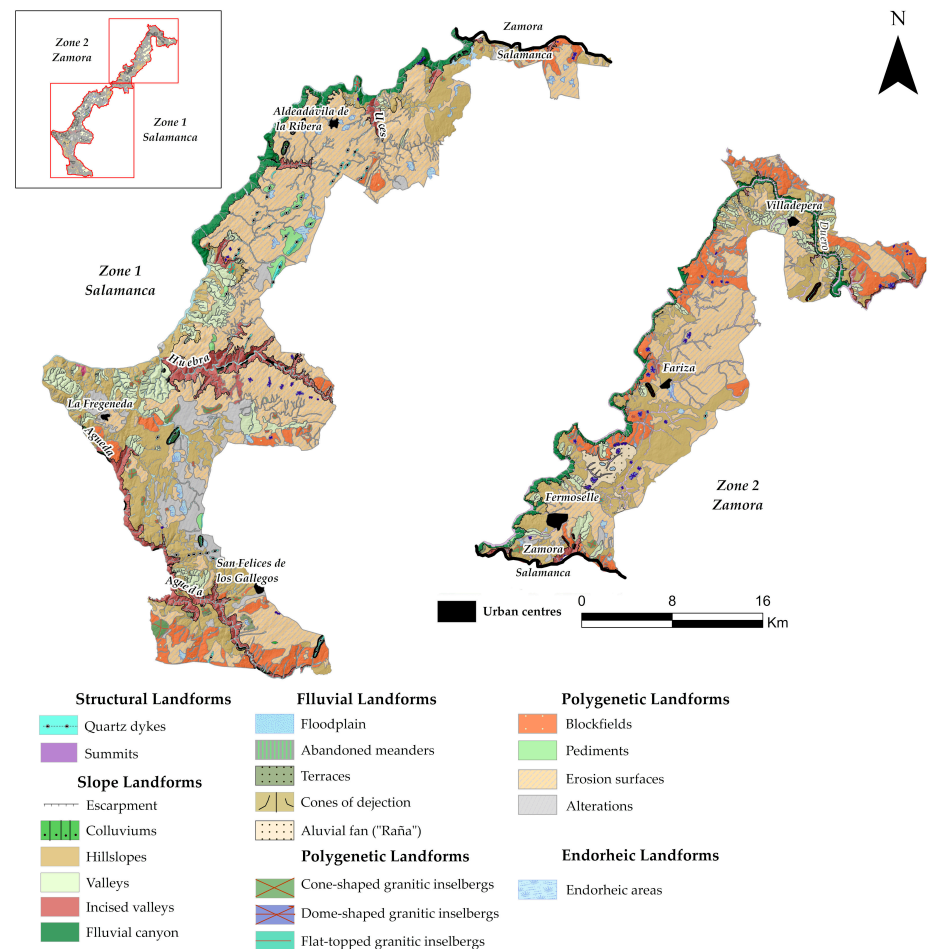 Zone 2
Zamora
Zone 1
Salamanca
N
Zamora
Salamanca
Aldeadávila de
la Ribera
Uces
Villadepera
Duero
Zone 1
Salamanca
Huebra
Fariza
La Fregeneda
Agueda
Zone 2
Zamora
Fermoselle
Zamora
Salamanca
San Felices de
los Gallegos
Agueda
Urban centres
0 8 16
Km
Structural Landforms
Quartz dykes
Summits
Slope Landforms
Escarpment
Colluviums
Hillslopes
Valleys
Incised valleys
Flluvial canyon
Flluvial Landforms
Floodplain
Abandoned meanders
Terraces
Cones of dejection
Aluvial fan ("Raña")
Polygenetic Landforms
Cone-shaped granitic inselbergs
Dome-shaped granitic inselbergs
Flat-topped granitic inselbergs
Polygenetic Landforms
Blockfields
Pediments
Erosion surfaces
Alterations
Endorheic Landforms
Endorheic areas